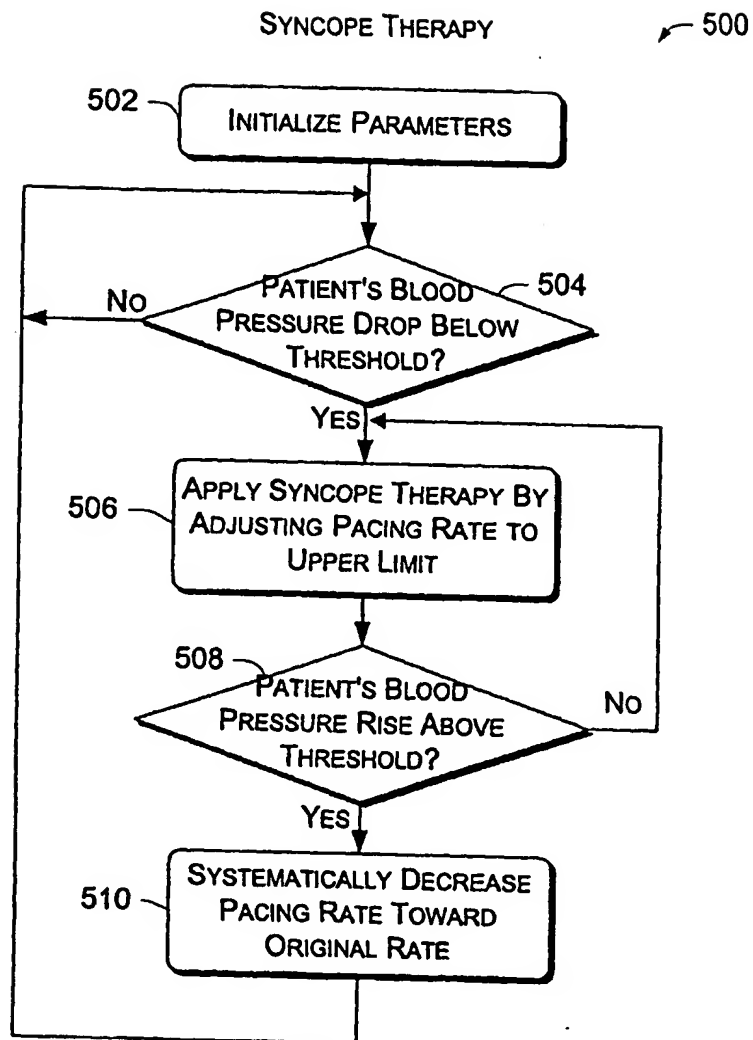 SYNCOPE THERAPY
500
502
INITIALIZE PARAMETERS
PATIENT'S BLOOD
PRESSURE DROP BELOW
THRESHOLD?
504
NO
YES
506
APPLY SYNCOPE THERAPY BY
ADJUSTING PACING RATE TO
UPPER LIMIT
508
PATIENT'S BLOOD
PRESSURE RISE ABOVE
THRESHOLD?
NO
YES
510
SYSTEMATICALLY DECREASE
PACING RATE TOWARD
ORIGINAL RATE